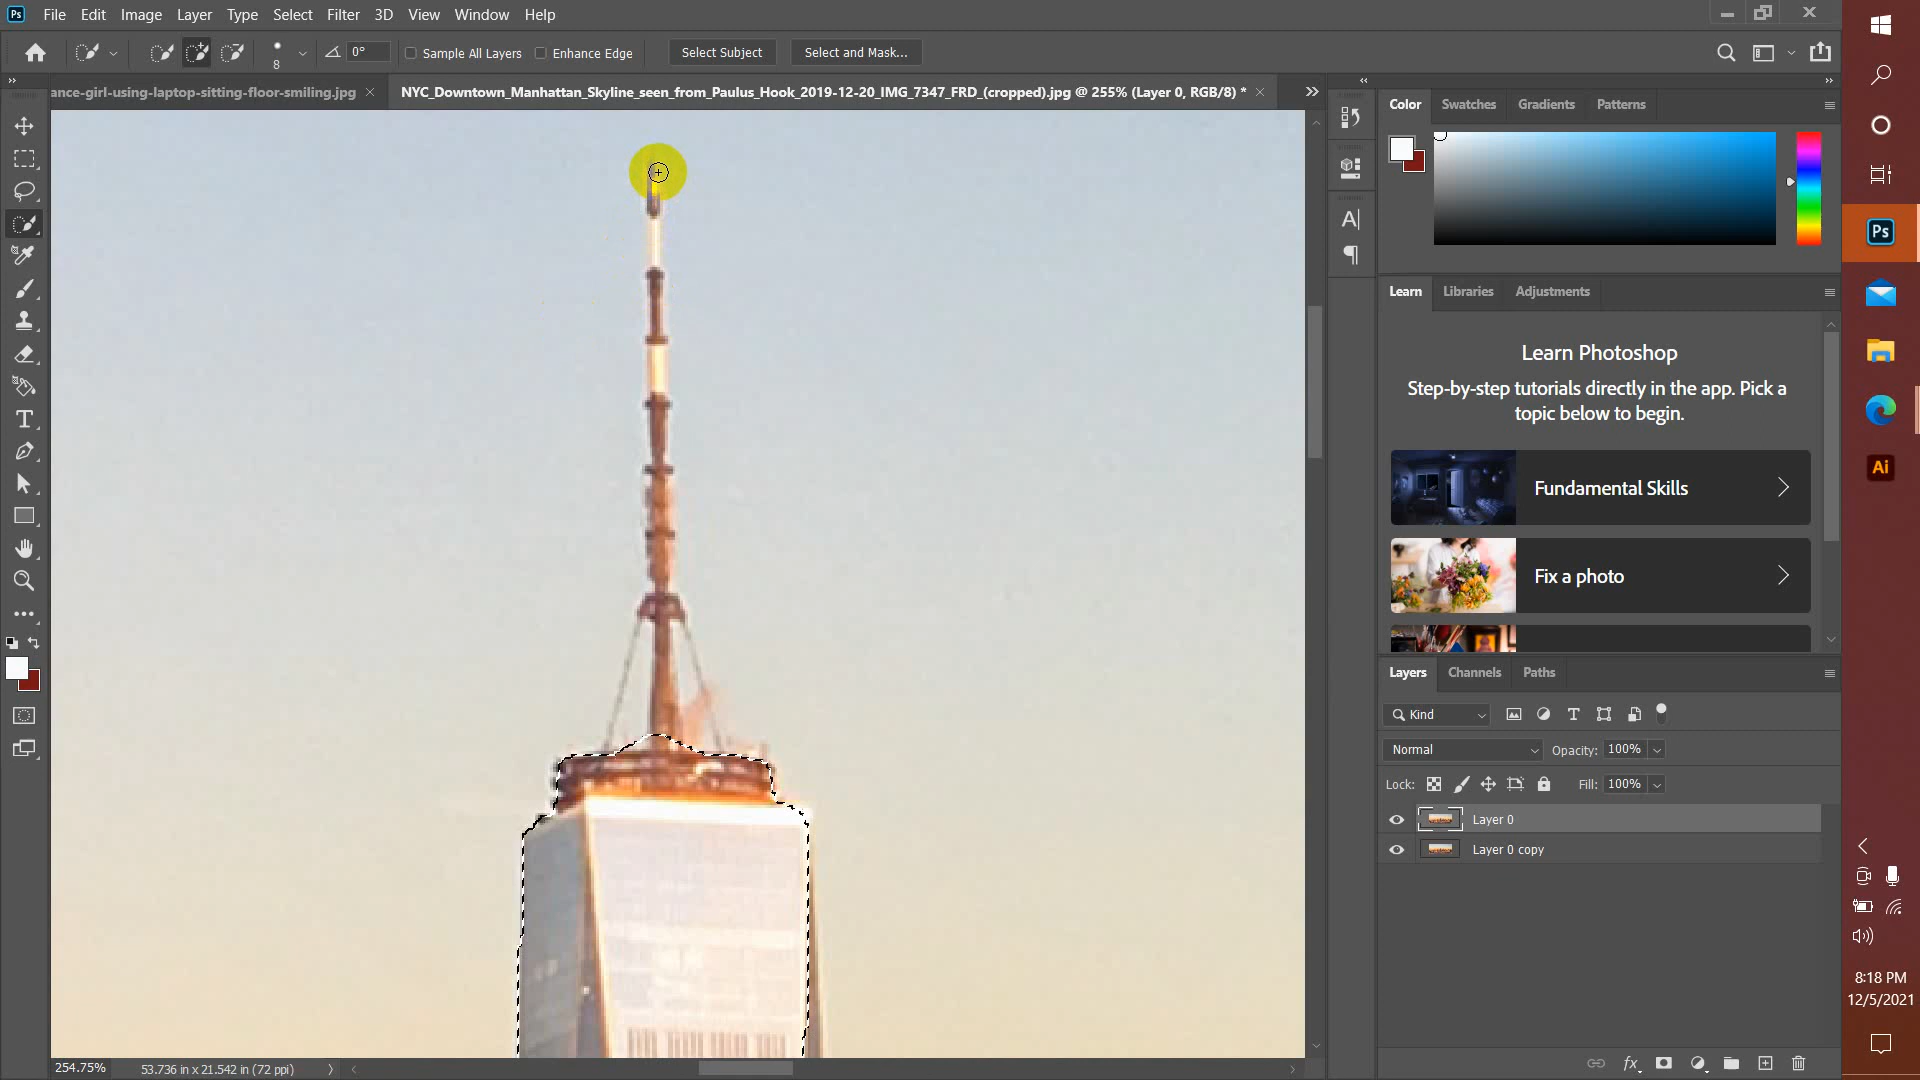 Ps File Edit Image Layer Type Select Filter 3D View Window Help
8 0° Sample All Layers Enhance Edge Select Subject Select and Mask...
ance-girl-using-laptop-sitting-floor-smiling.jpg × NYC_Downtown_Manhattan_Skyline_seen_from_Paulus_Hook_2019-12-20_IMG_7347_FRD_(cropped).jpg @ 255% (Layer 0, RGB/8) * ×
Color Swatches Gradients Patterns
Ps
Learn Libraries Adjustments
Learn Photoshop
Step-by-step tutorials directly in the app. Pick a
topic below to begin.
Fundamental Skills
Ai
Fix a photo
Layers Channels Paths
Kind
Normal Opacity: 100%
Lock: Fill: 100%
Layer 0
Layer 0 copy
8:18 PM
12/5/2021
254.75% 53.736 in x 21.542 in (72 ppi)